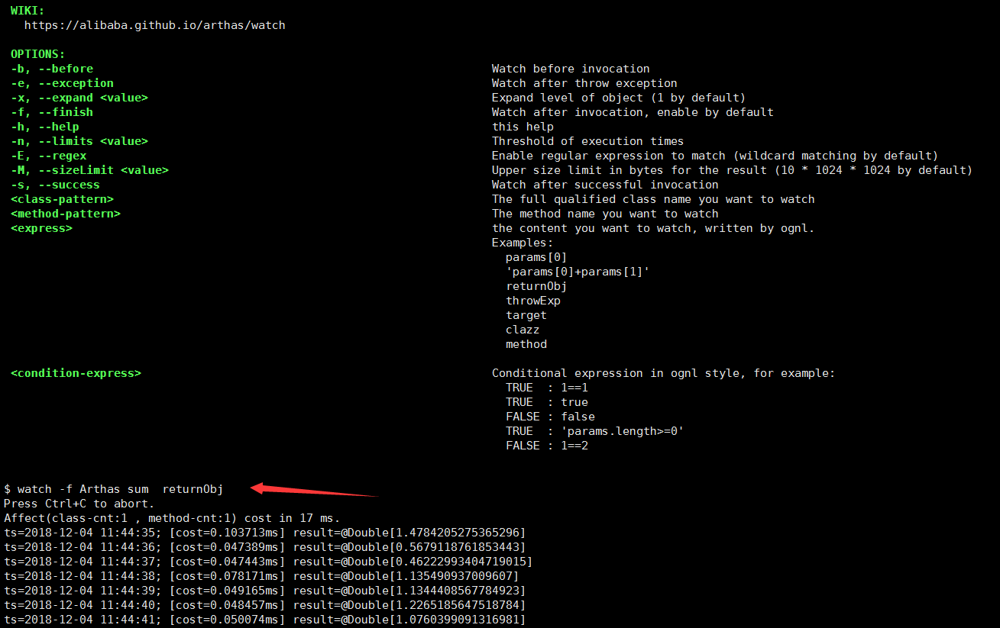 WIKI:
https://alibaba.github.io/arthas/watch
OPTIONS:
-b, --before Watch before invocation
-e, --exception Watch after throw exception
-x, --expand <value> Expand level of object (1 by default)
-f, --finish Watch after invocation, enable by default
-h, --help this help
-n, --limits <value> Threshold of execution times
-E, --regex Enable regular expression to match (wildcard matching by default)
-M, --sizeLimit <value> Upper size limit in bytes for the result (10 * 1024 * 1024 by default)
-s, --success Watch after successful invocation
<class-pattern> The full qualified class name you want to watch
<method-pattern> The method name you want to watch
<express> the content you want to watch, written by ognl.
Examples:
params[0]
'params[0]+params[1]'
returnObj
throwExp
target
clazz
method
<condition-express> Conditional expression in ognl style, for example:
TRUE  : 1==1
TRUE  : true
FALSE : false
TRUE  : 'params.length>=0'
FALSE : 1==2
$ watch -f Arthas sum  returnObj
Press Ctrl+C to abort.
Affect(class-cnt:1 , method-cnt:1) cost in 17 ms.
ts=2018-12-04 11:44:35; [cost=0.103713ms] result=@Double[1.4784205275365296]
ts=2018-12-04 11:44:36; [cost=0.047389ms] result=@Double[0.5679118761853443]
ts=2018-12-04 11:44:37; [cost=0.047443ms] result=@Double[0.46222993404719015]
ts=2018-12-04 11:44:38; [cost=0.078171ms] result=@Double[1.135490937009607]
ts=2018-12-04 11:44:39; [cost=0.049165ms] result=@Double[1.1344408567784923]
ts=2018-12-04 11:44:40; [cost=0.048457ms] result=@Double[1.2265185647518784]
ts=2018-12-04 11:44:41; [cost=0.050074ms] result=@Double[1.0760399091316981]